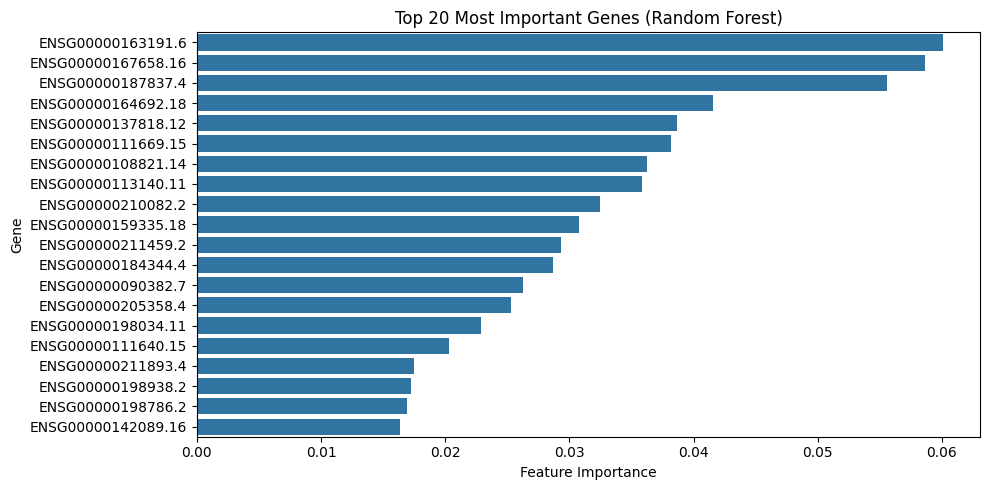 Top 20 Most Important Genes (Random Forest)
ENSG00000163191.6
ENSG00000167658.16
ENSG00000187837.4
ENSG00000164692.18
ENSG00000137818.12
ENSG00000111669.15
ENSG00000108821.14
ENSG00000113140.11
ENSG00000210082.2
ENSG00000159335.18
ENSG00000211459.2
ENSG00000184344.4
ENSG00000090382.7
ENSG00000205358.4
ENSG00000198034.11
ENSG00000111640.15
ENSG00000211893.4
ENSG00000198938.2
ENSG00000198786.2
ENSG00000142089.16
Gene
0.00 0.01 0.02 0.03 0.04 0.05 0.06
Feature Importance